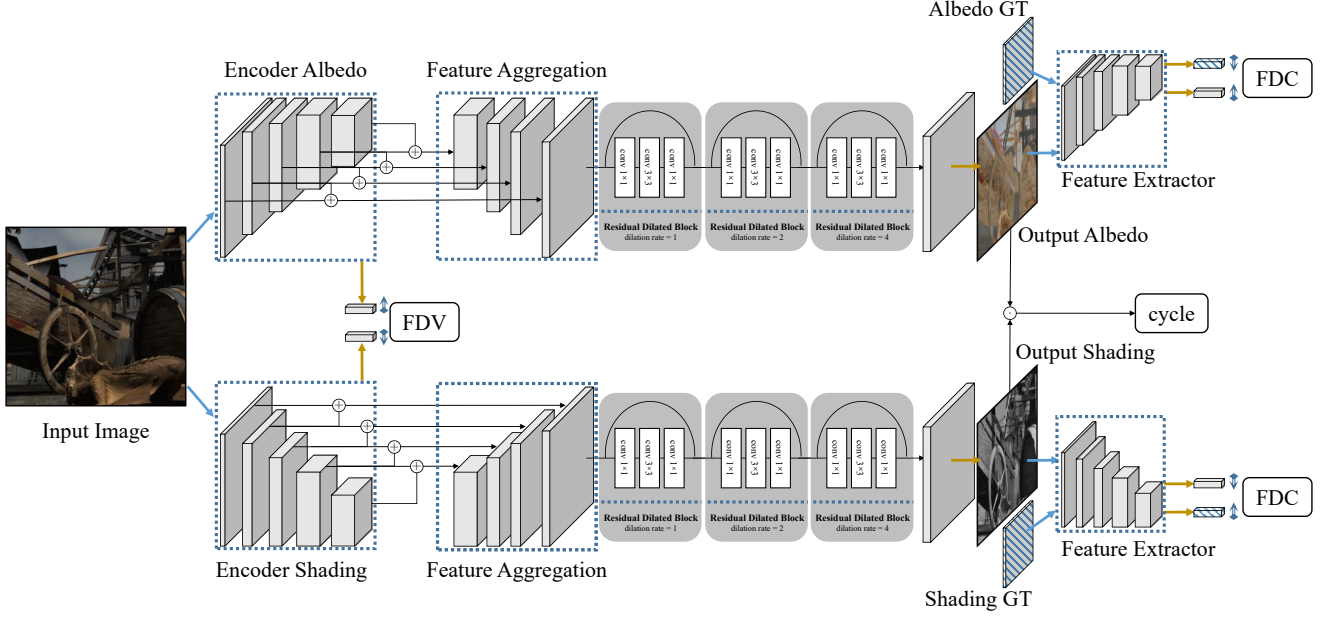 Albedo GT
Encoder Albedo
Feature Aggregation
FDC
conv 1×1
conv 3×3
conv 1×1
conv 1×1
conv 3×3
conv 1×1
conv 1×1
conv 3×3
conv 1×1
Feature Extractor
Residual Dilated Block
dilation rate = 1
Residual Dilated Block
dilation rate = 2
Residual Dilated Block
dilation rate = 4
Output Albedo
FDV
cycle
Output Shading
Input Image
conv 1×1
conv 3×3
conv 1×1
conv 1×1
conv 3×3
conv 1×1
conv 1×1
conv 3×3
conv 1×1
FDC
Residual Dilated Block
dilation rate = 1
Residual Dilated Block
dilation rate = 2
Residual Dilated Block
dilation rate = 4
Feature Extractor
Encoder Shading
Feature Aggregation
Shading GT